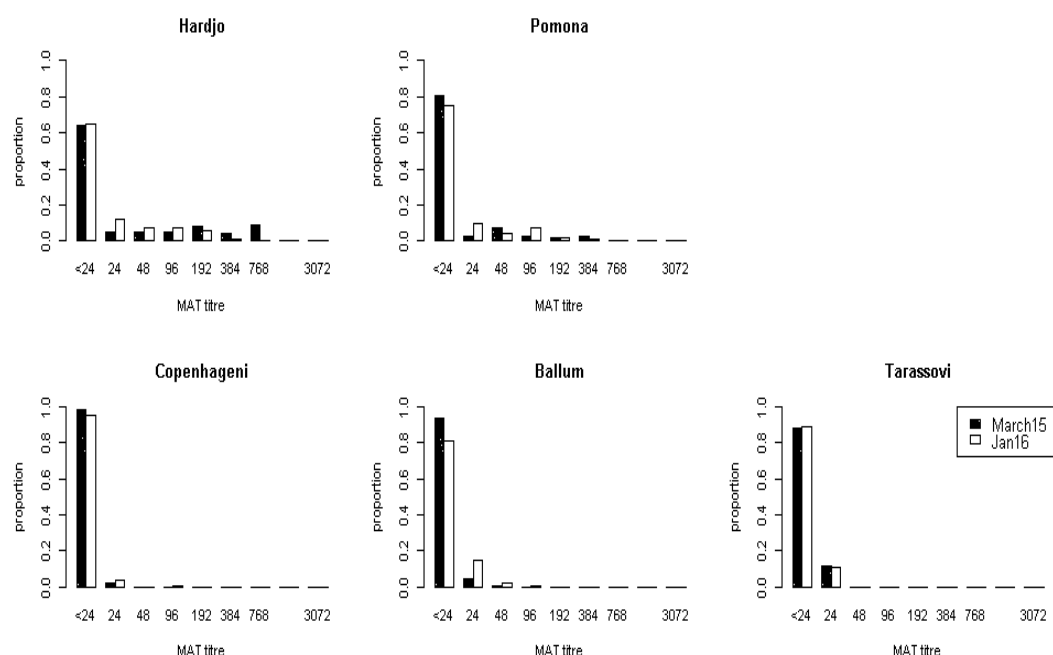 Hardjo
proportion
0.0 0.2 0.4 0.6 0.8 1.0
<24 24 48 96 192 384 768 3072
MAT titre
Pomona
proportion
0.0 0.2 0.4 0.6 0.8 1.0
<24 24 48 96 192 384 768 3072
MAT titre
Copenhageni
proportion
0.0 0.2 0.4 0.6 0.8 1.0
<24 24 48 96 192 384 768 3072
MAT titre
Ballum
proportion
0.0 0.2 0.4 0.6 0.8 1.0
<24 24 48 96 192 384 768 3072
MAT titre
Tarassovi
proportion
0.0 0.2 0.4 0.6 0.8 1.0
<24 24 48 96 192 384 768 3072
MAT titre
March15
Jan16